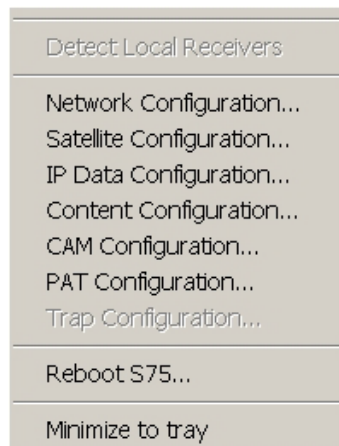 Detect Local Receivers
Network Configuration...
Satellite Configuration...
IP Data Configuration...
Content Configuration...
CAM Configuration...
PAT Configuration...
Trap Configuration...
Reboot S75...
Minimize to tray